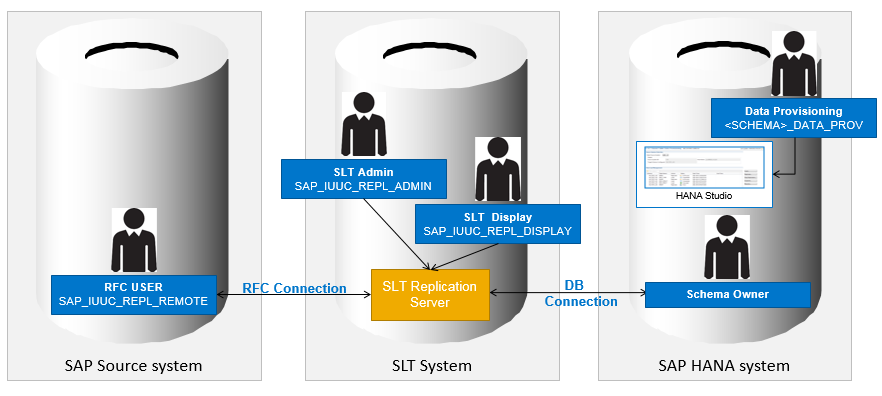 RFC USER
SAP_IUUC_REPL_REMOTE
RFC Connection
SAP Source system
SLT Admin
SAP_IUUC_REPL_ADMIN
SLT Display
SAP_IUUC_REPL_DISPLAY
SLT Replication
Server
DB
Connection
SLT System
Data Provisioning
<SCHEMA>_DATA_PROV
HANA Studio
Schema Owner
SAP HANA system